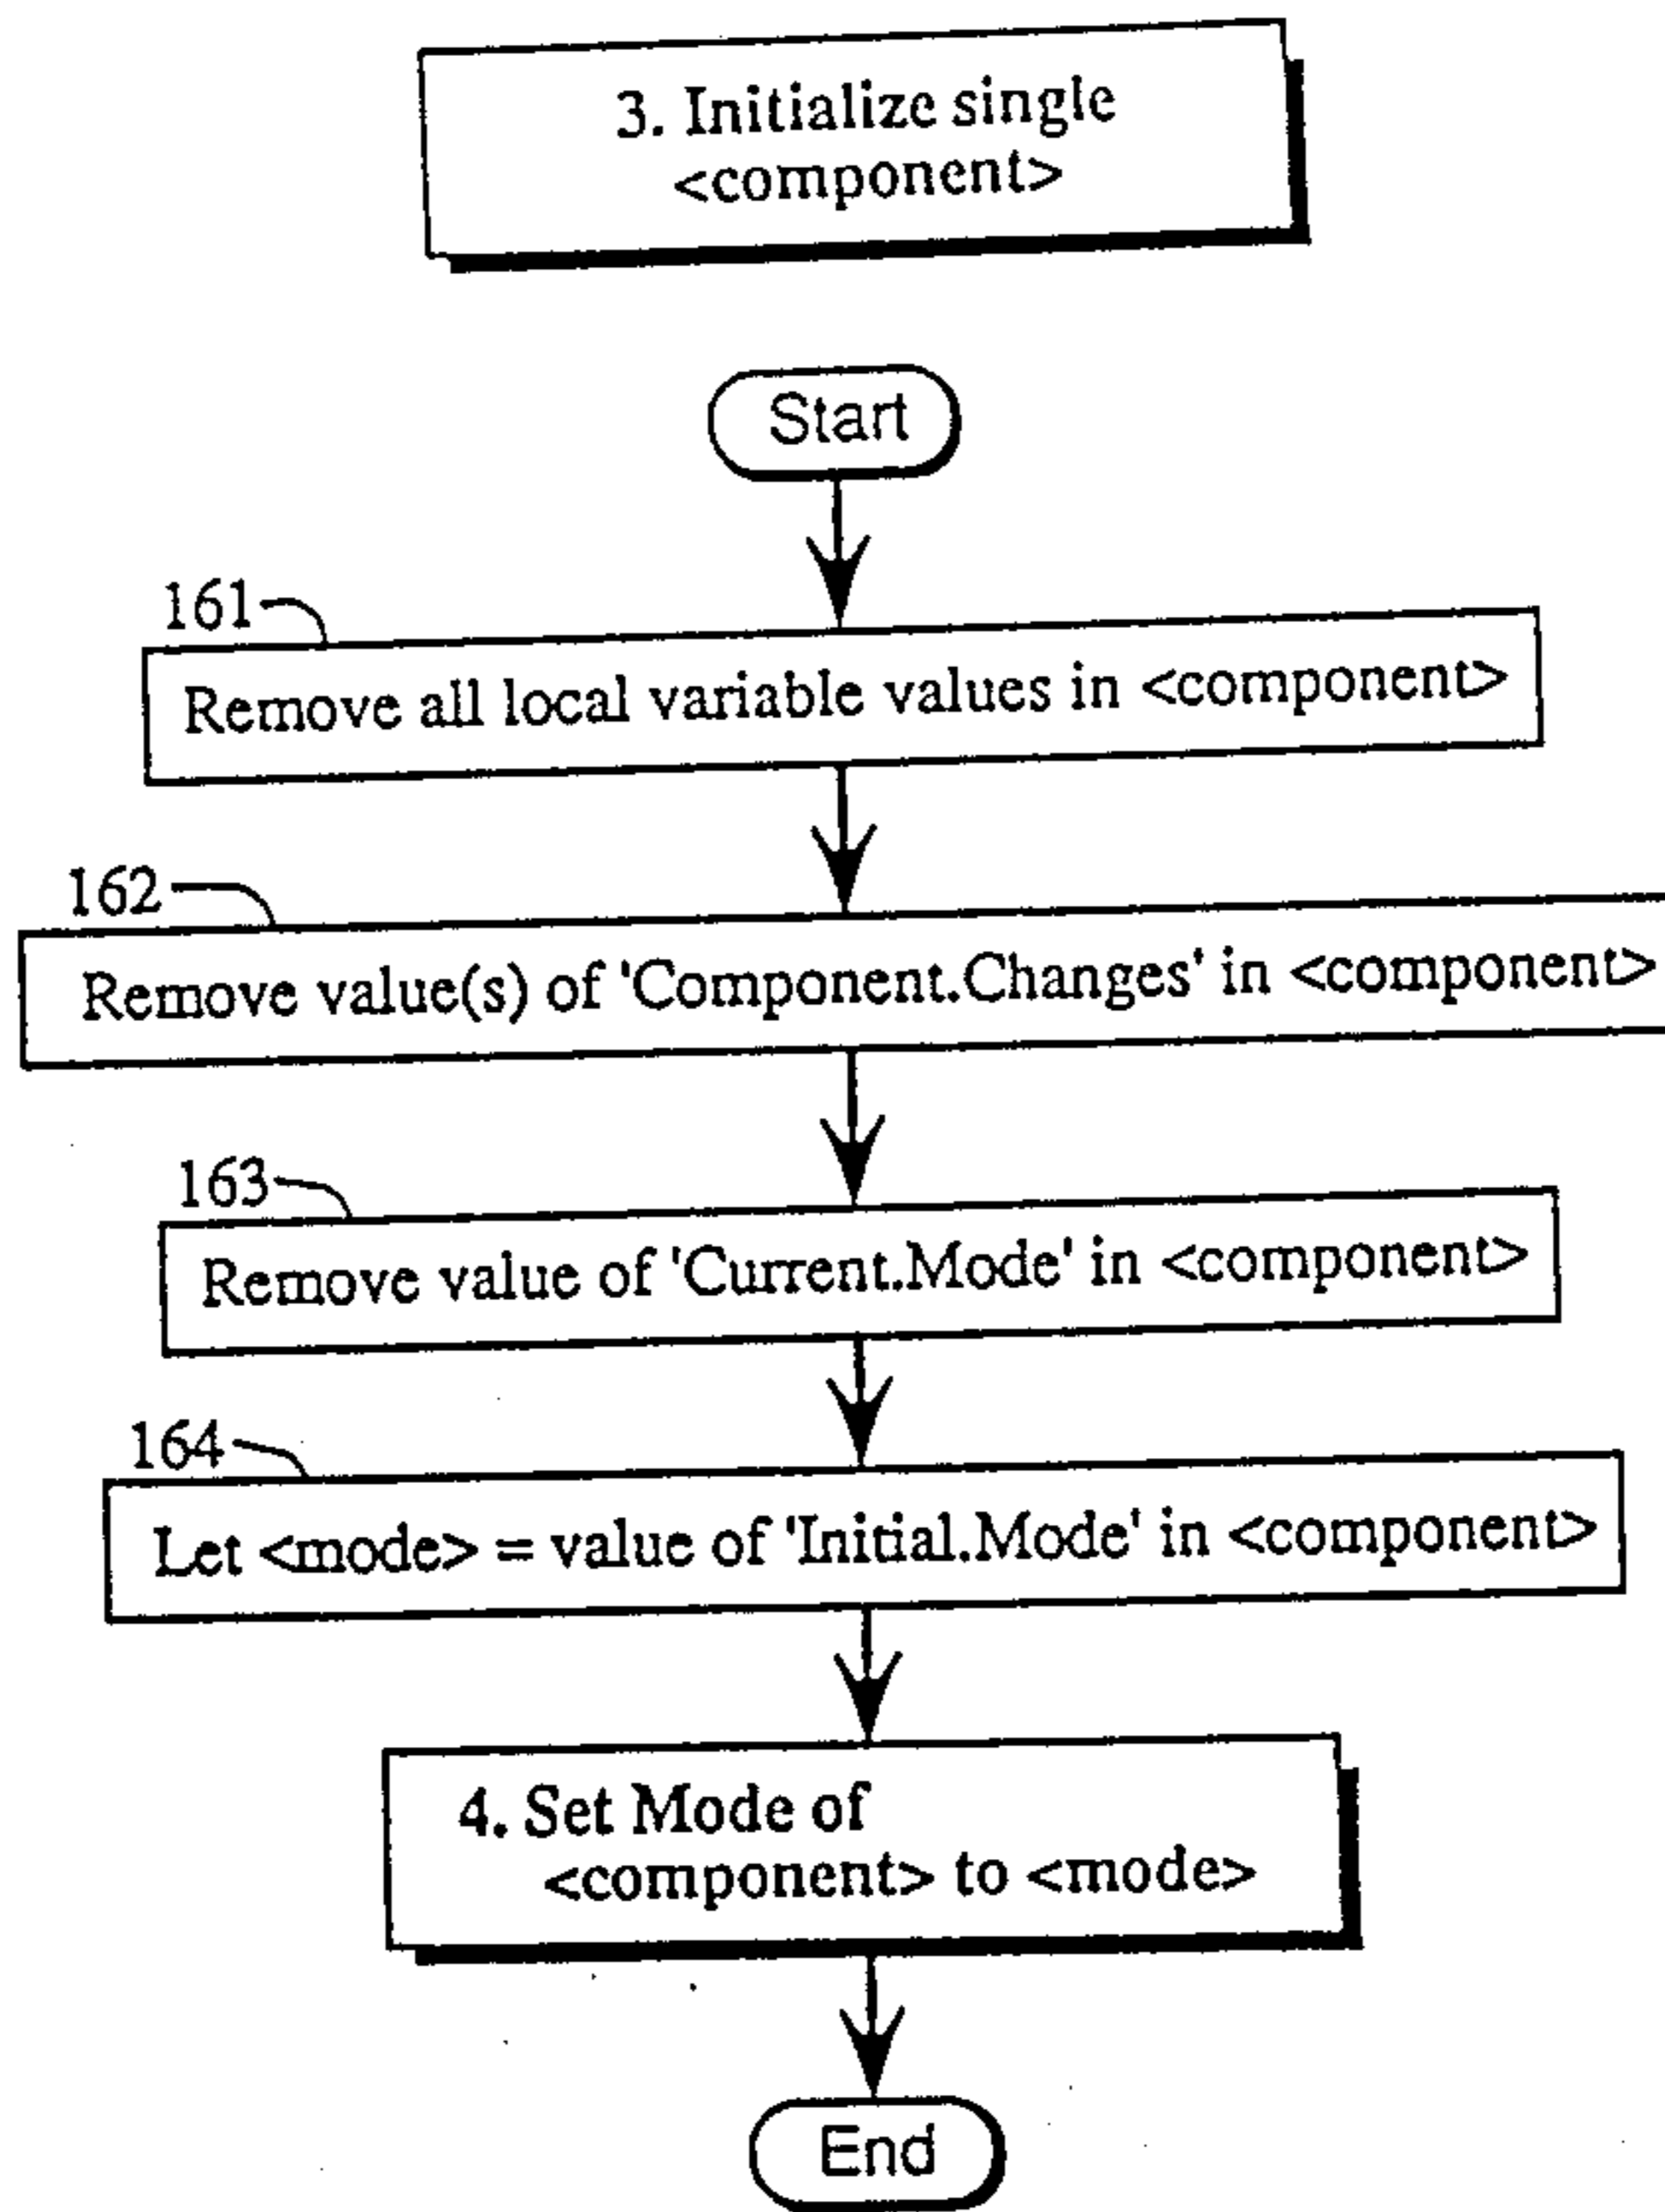 3. Initialize single
<component>
Start
161
Remove all local variable values in <component>
162
Remove value(s) of 'Component.Changes' in <component>
163
Remove value of 'Current.Mode' in <component>
164
Let <mode> = value of 'Initial.Mode' in <component>
4. Set Mode of
<component> to <mode>
End